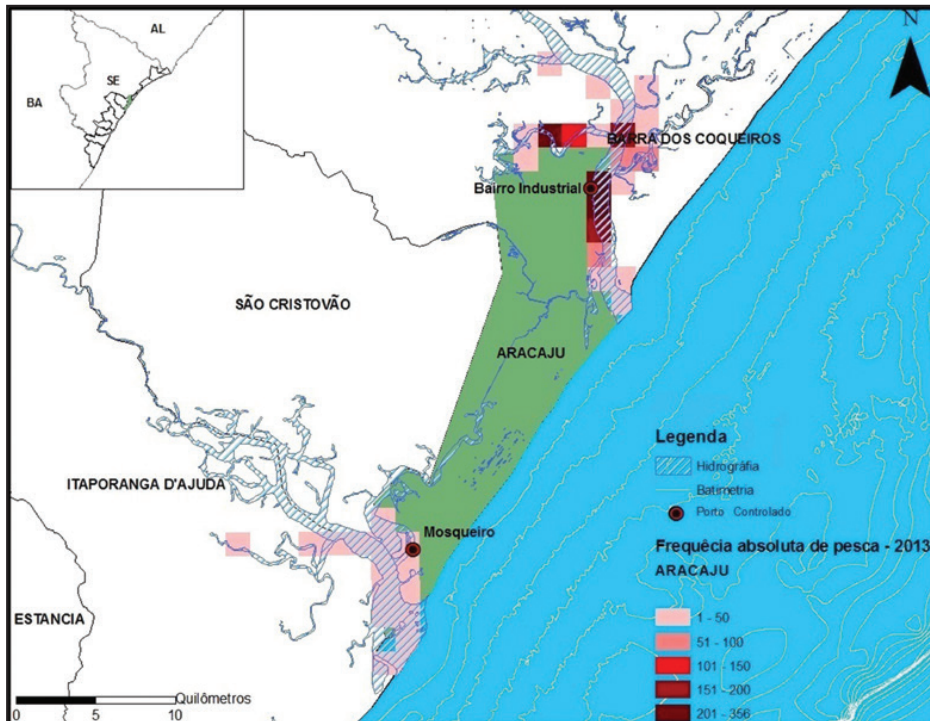 AL
SE
BA
N
BARRA DOS COQUEIROS
Bairro Industrial
SÃO CRISTOVÃO
ARACAJU
ITAPORANGA D'AJUDA
Mosqueiro
ESTANCIA
Legenda
Hidrográfia
Batimetria
Porto Controlado
Frequêcia absoluta de pesca - 2013
ARACAJU
1 - 50
51 - 100
101 - 150
151 - 200
201 - 356
Quilômetros
0 5 10